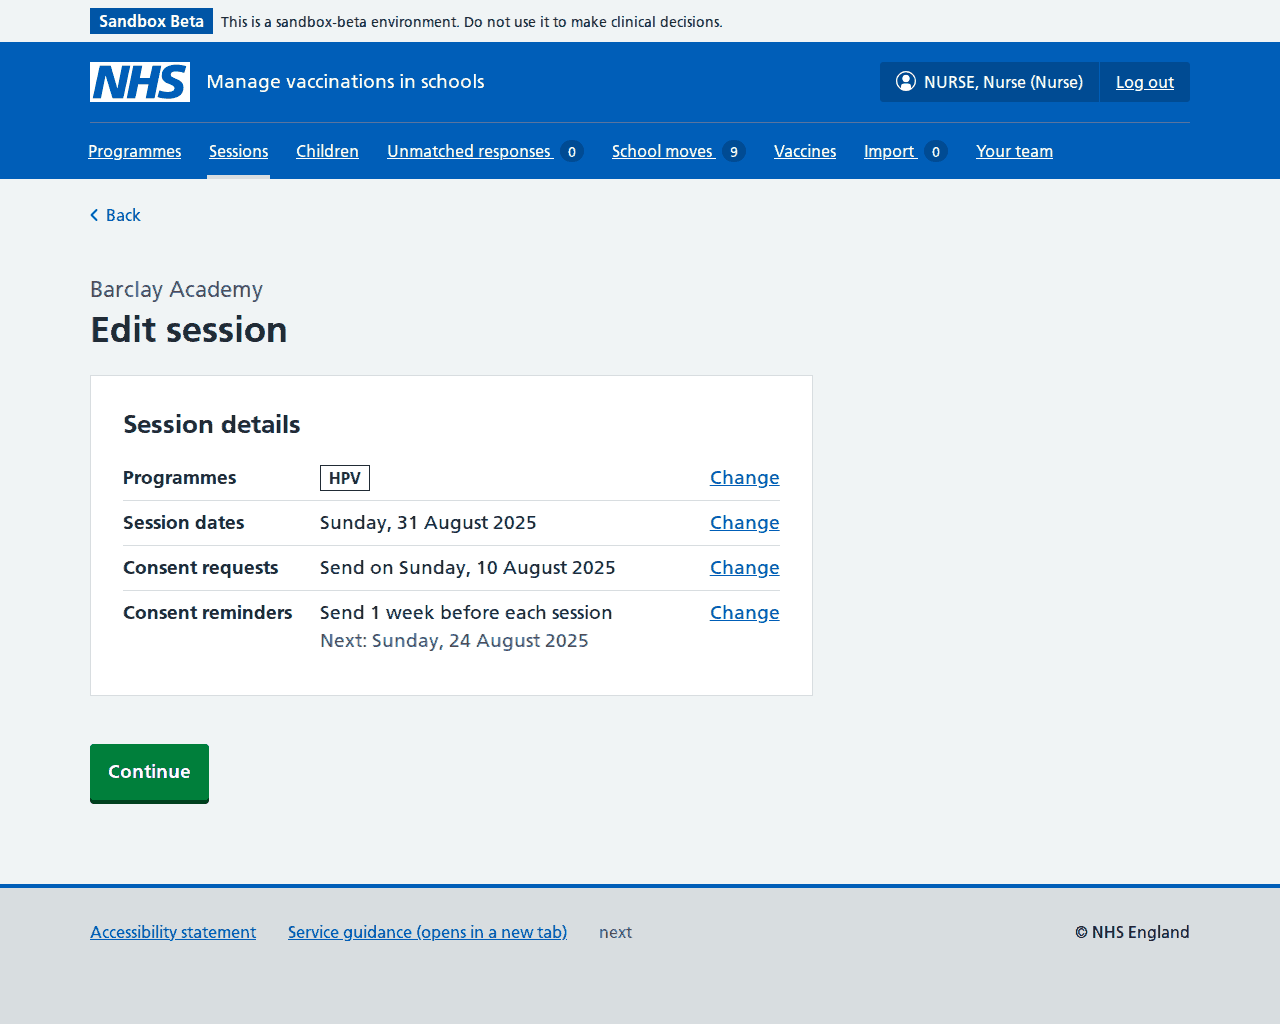 Sandbox Beta This is a sandbox-beta environment. Do not use it to make clinical decisions.
NHS Manage vaccinations in schools NURSE, Nurse (Nurse) Log out
Programmes Sessions Children Unmatched responses 0 School moves 9 Vaccines Import 0 Your team
Back
Barclay Academy
Edit session
Session details
Programmes HPV Change
Session dates Sunday, 31 August 2025 Change
Consent requests Send on Sunday, 10 August 2025 Change
Consent reminders Send 1 week before each session Change
Next: Sunday, 24 August 2025
Continue
Accessibility statement Service guidance (opens in a new tab) next © NHS England